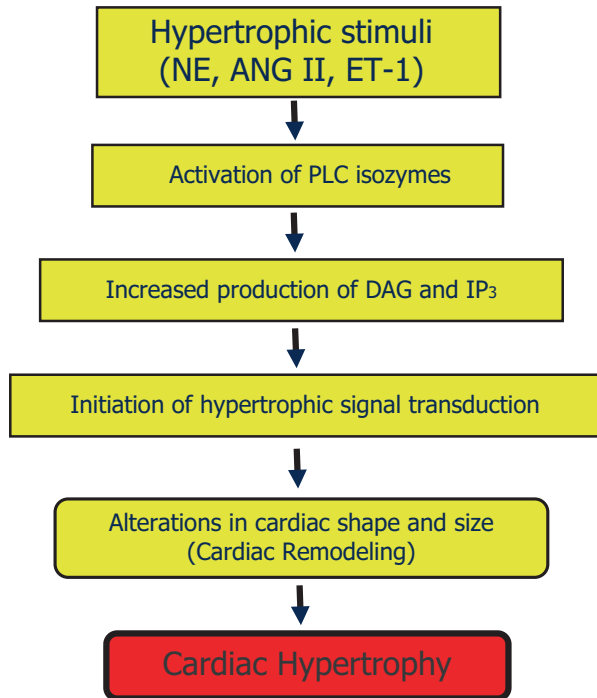 Hypertrophic stimuli
(NE, ANG II, ET-1)
Activation of PLC isozymes
Increased production of DAG and IP₃
Initiation of hypertrophic signal transduction
Alterations in cardiac shape and size
(Cardiac Remodeling)
Cardiac Hypertrophy